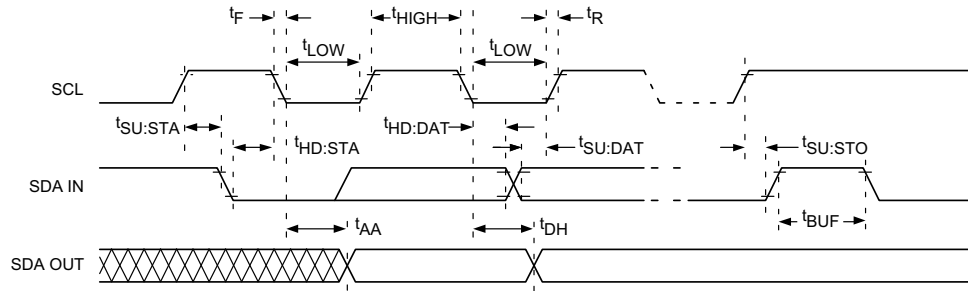 tF tHIGH tR
tLOW tLOW
SCL
tSU:STA tHD:STA tHD:DAT tSU:DAT tSU:STO
SDA IN
tAA tDH tBUF
SDA OUT